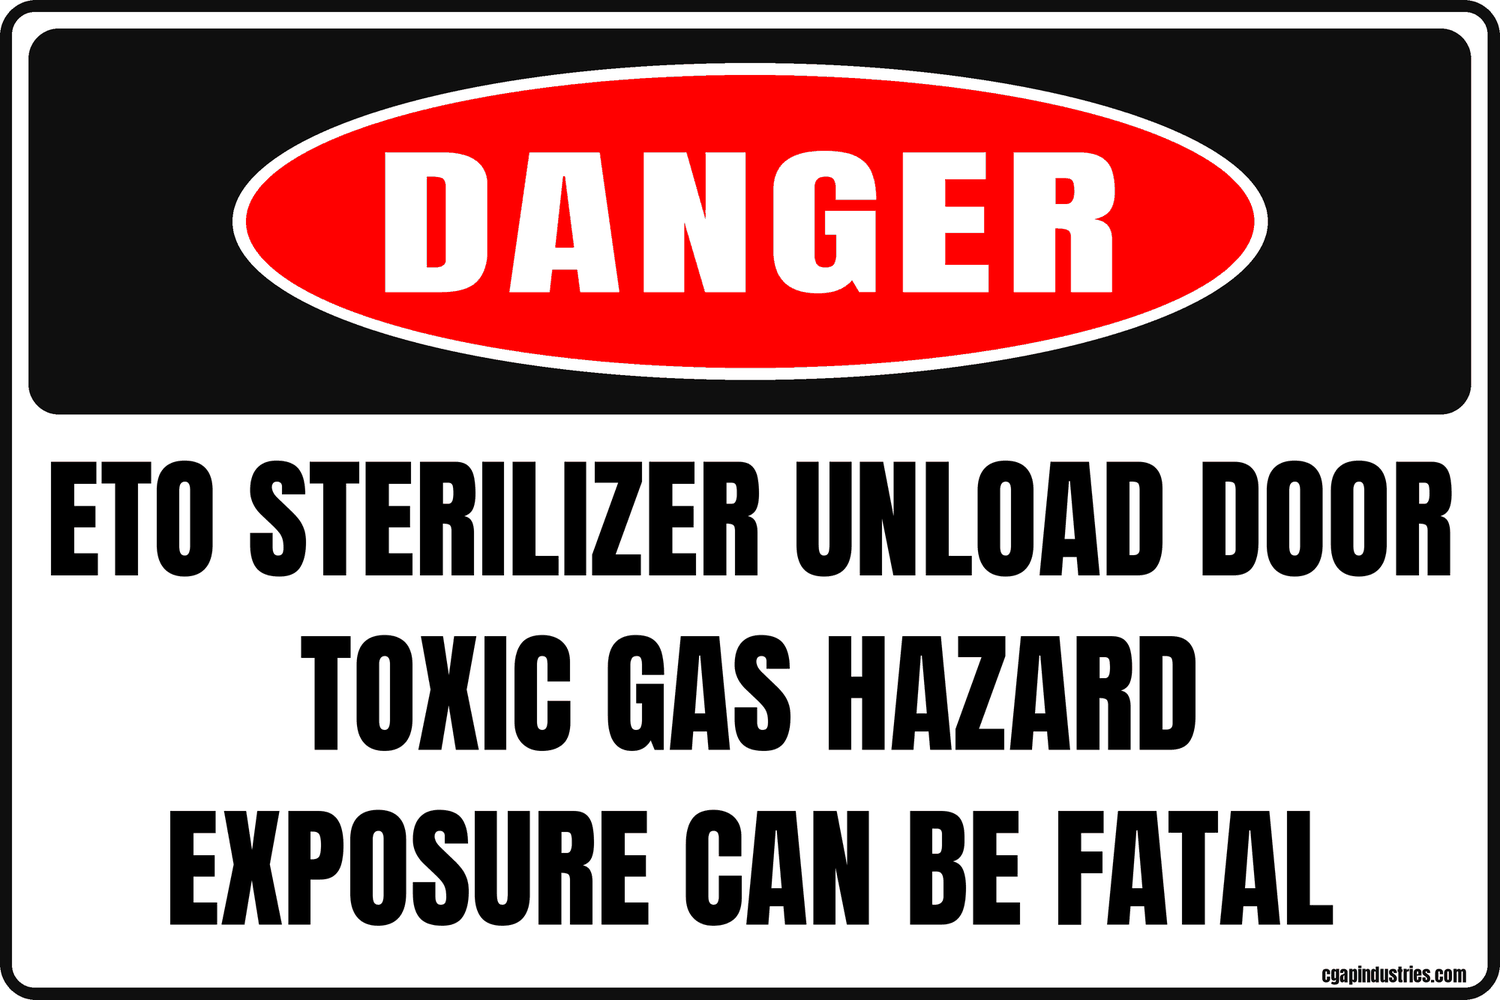 DANGER
ETO STERILIZER UNLOAD DOOR
TOXIC GAS HAZARD
EXPOSURE CAN BE FATAL
cgapindustries.com